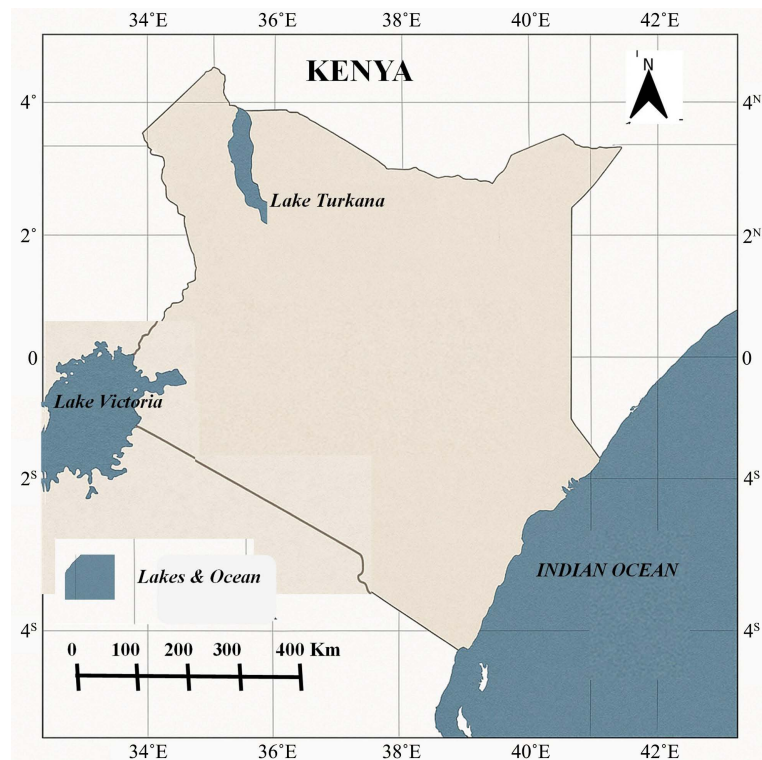 34°E 36°E 38°E 40°E 42°E
KENYA
N
4° 4N
Lake Turkana
2° 2N
0 0
Lake Victoria
2S 4S
INDIAN OCEAN
Lakes & Ocean
4S 4S
0 100 200 300 400 Km
34°E 36°E 38°E 40°E 42°E